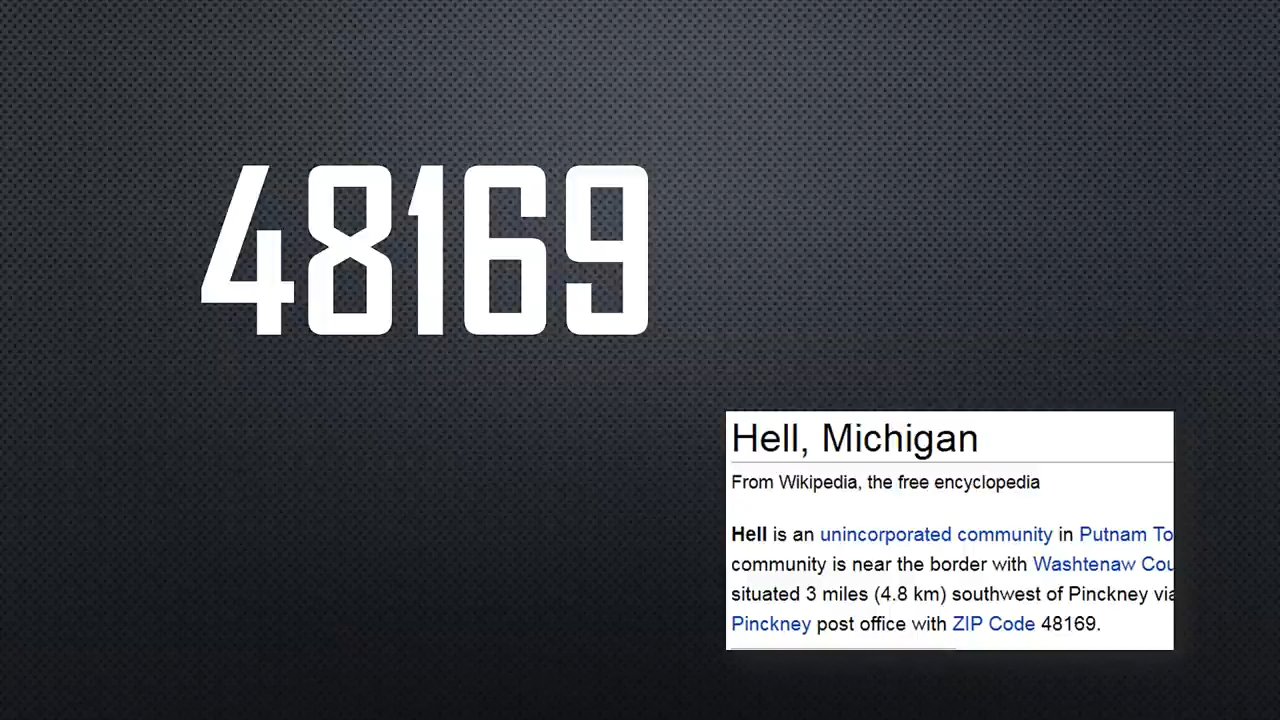 48169
Hell, Michigan
From Wikipedia, the free encyclopedia
Hell is an unincorporated community in Putnam To
community is near the border with Washtenaw Cou
situated 3 miles (4.8 km) southwest of Pinckney via
Pinckney post office with ZIP Code 48169.